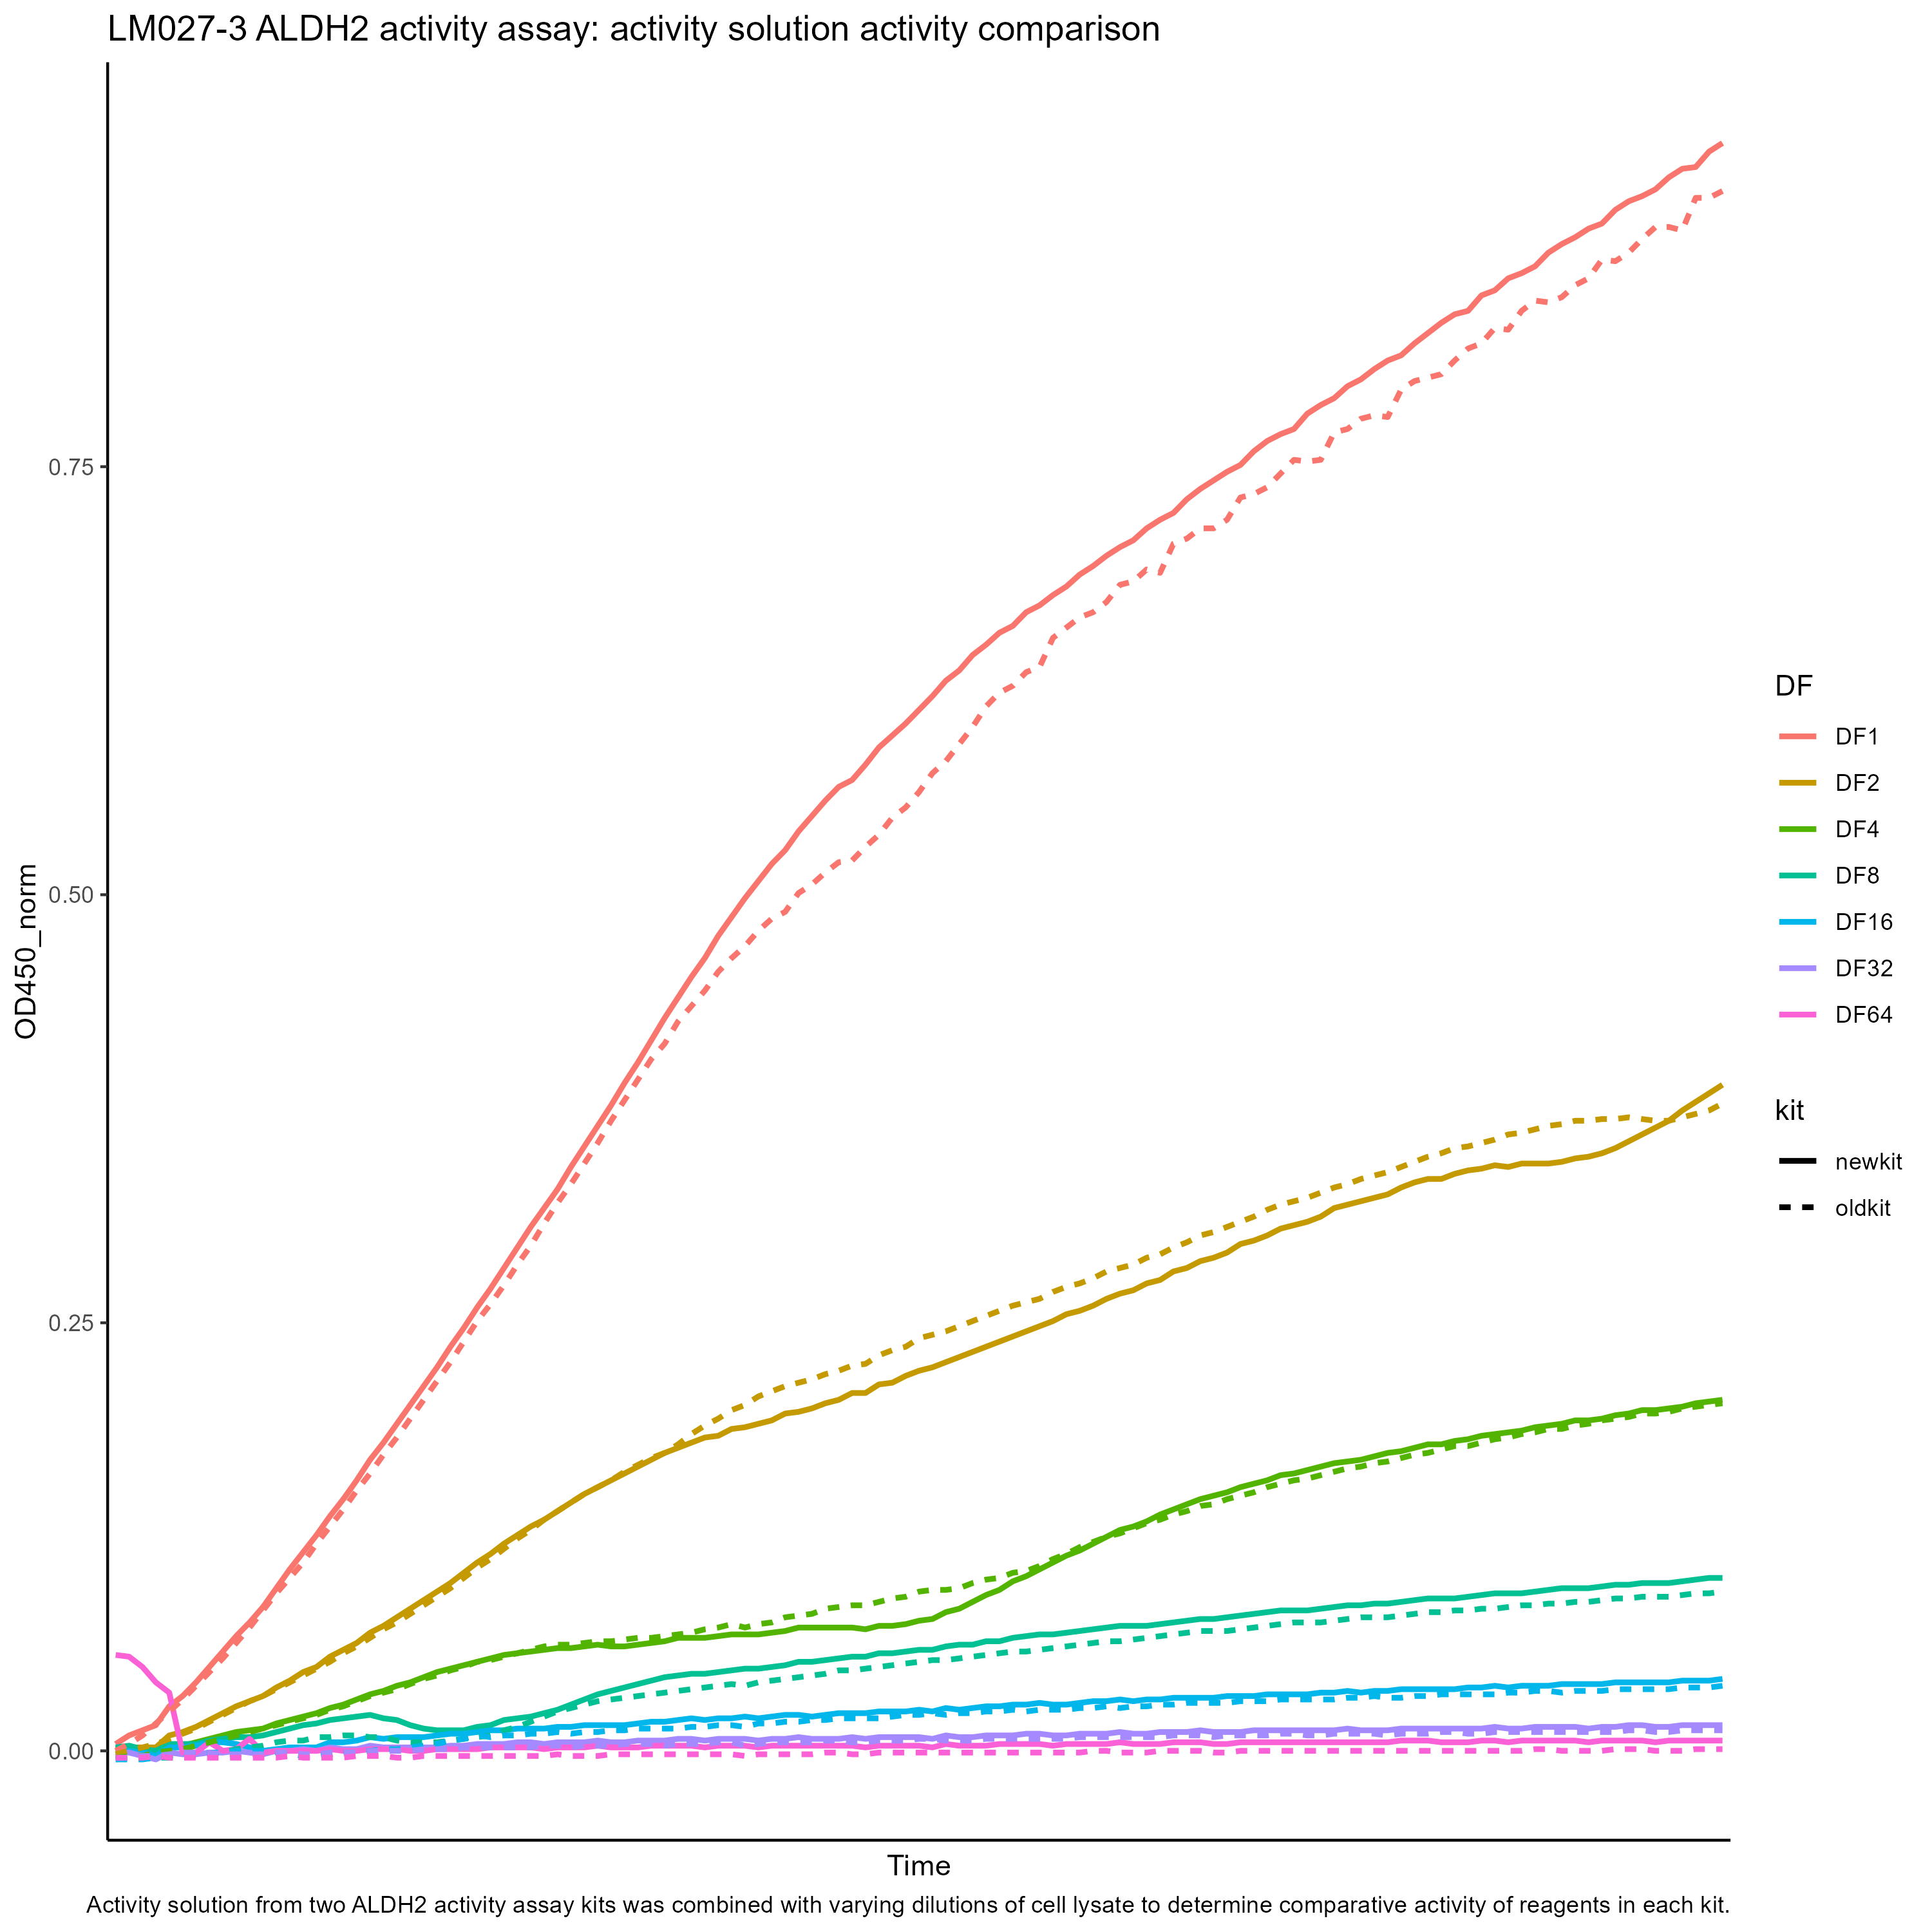 LM027-3 ALDH2 activity assay: activity solution activity comparison
OD450_norm
0.75
0.50
0.25
0.00
Time
DF
DF1
DF2
DF4
DF8
DF16
DF32
DF64
kit
newkit
oldkit
Activity solution from two ALDH2 activity assay kits was combined with varying dilutions of cell lysate to determine comparative activity of reagents in each kit.